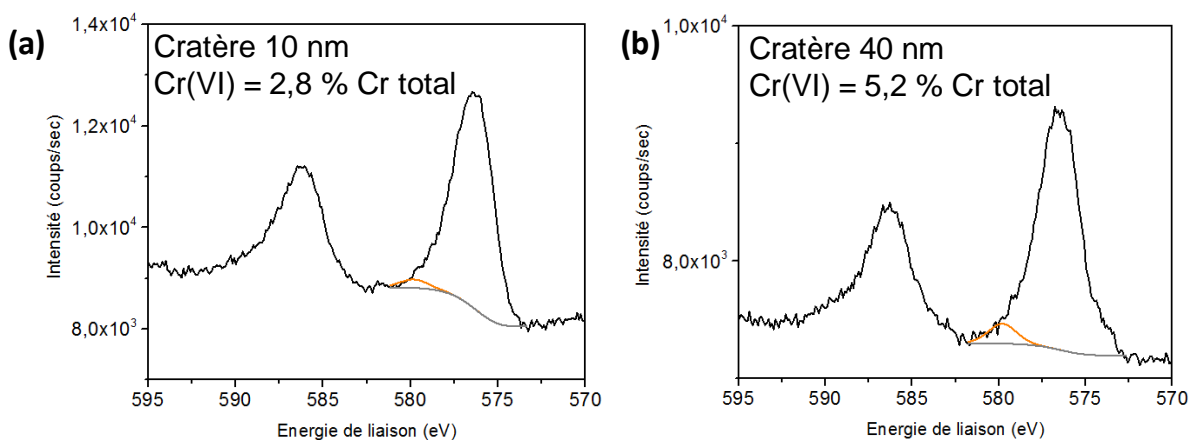 (a)
Cratère 10 nm
Cr(VI) = 2,8 % Cr total
1,4x10⁴
1,2x10⁴
1,0x10⁴
8,0x10³
Intensité (coups/sec)
595 590 585 580 575 570
Energie de liaison (eV)
(b)
Cratère 40 nm
Cr(VI) = 5,2 % Cr total
1,0x10⁴
8,0x10³
Intensité (coups/sec)
595 590 585 580 575 570
Energie de liaison (eV)